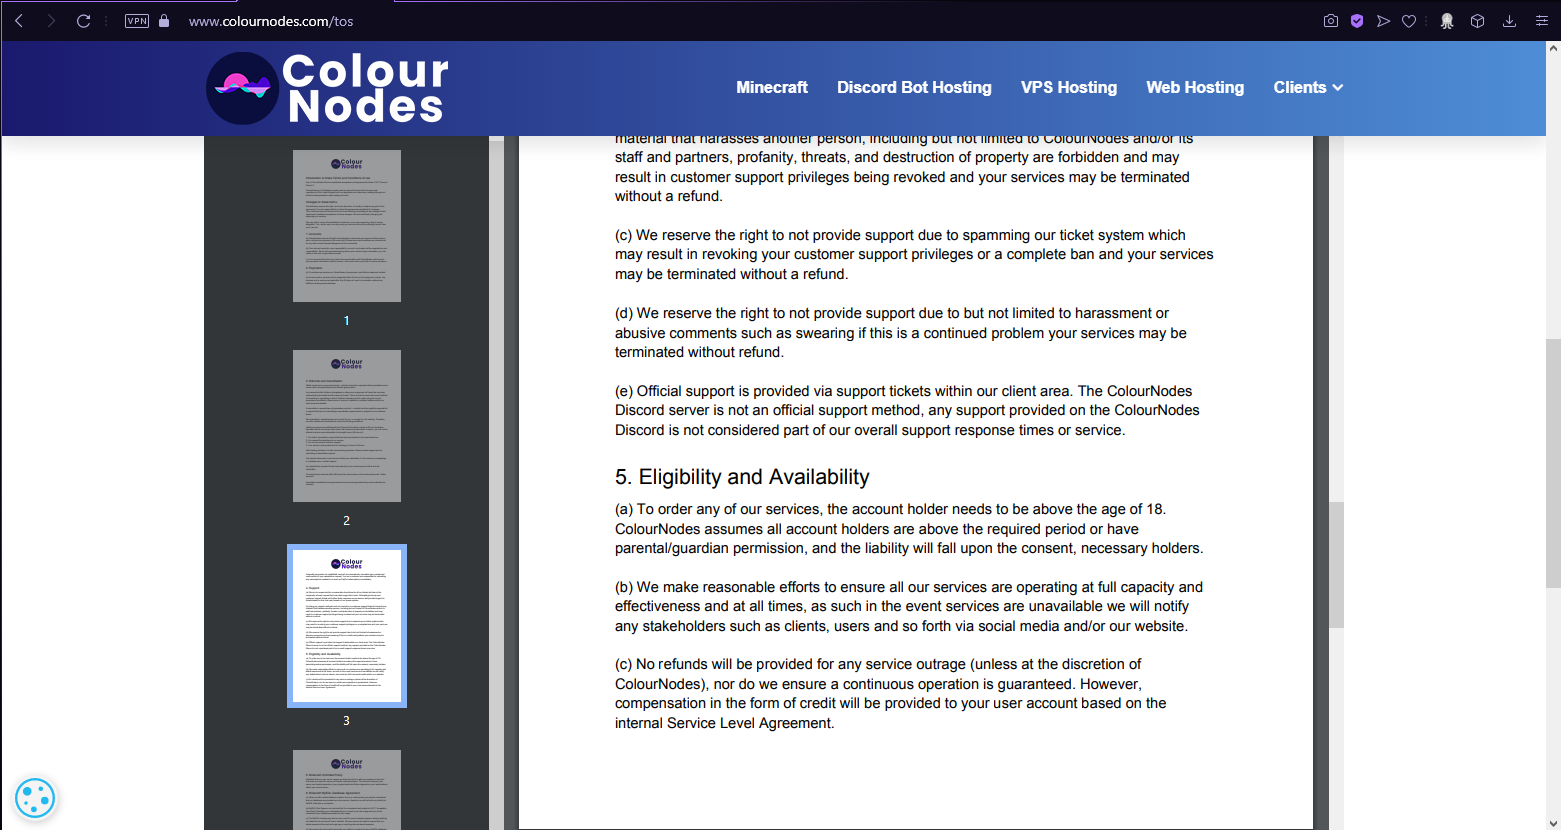 VPN
www.colournodes.com/tos
Colour
Nodes
Minecraft
Discord Bot Hosting
VPS Hosting
Web Hosting
Clients
1
2
3
material that harasses another person, including but not limited to ColourNodes and/or its
staff and partners, profanity, threats, and destruction of property are forbidden and may
result in customer support privileges being revoked and your services may be terminated
without a refund.
(c) We reserve the right to not provide support due to spamming our ticket system which
may result in revoking your customer support privileges or a complete ban and your services
may be terminated without a refund.
(d) We reserve the right to not provide support due to but not limited to harassment or
abusive comments such as swearing if this is a continued problem your services may be
terminated without refund.
(e) Official support is provided via support tickets within our client area. The ColourNodes
Discord server is not an official support method, any support provided on the ColourNodes
Discord is not considered part of our overall support response times or service.
5. Eligibility and Availability
(a) To order any of our services, the account holder needs to be above the age of 18.
ColourNodes assumes all account holders are above the required period or have
parental/guardian permission, and the liability will fall upon the consent, necessary holders.
(b) We make reasonable efforts to ensure all our services are operating at full capacity and
effectiveness and at all times, as such in the event services are unavailable we will notify
any stakeholders such as clients, users and so forth via social media and/or our website.
(c) No refunds will be provided for any service outrage (unless at the discretion of
ColourNodes), nor do we ensure a continuous operation is guaranteed. However,
compensation in the form of credit will be provided to your user account based on the
internal Service Level Agreement.